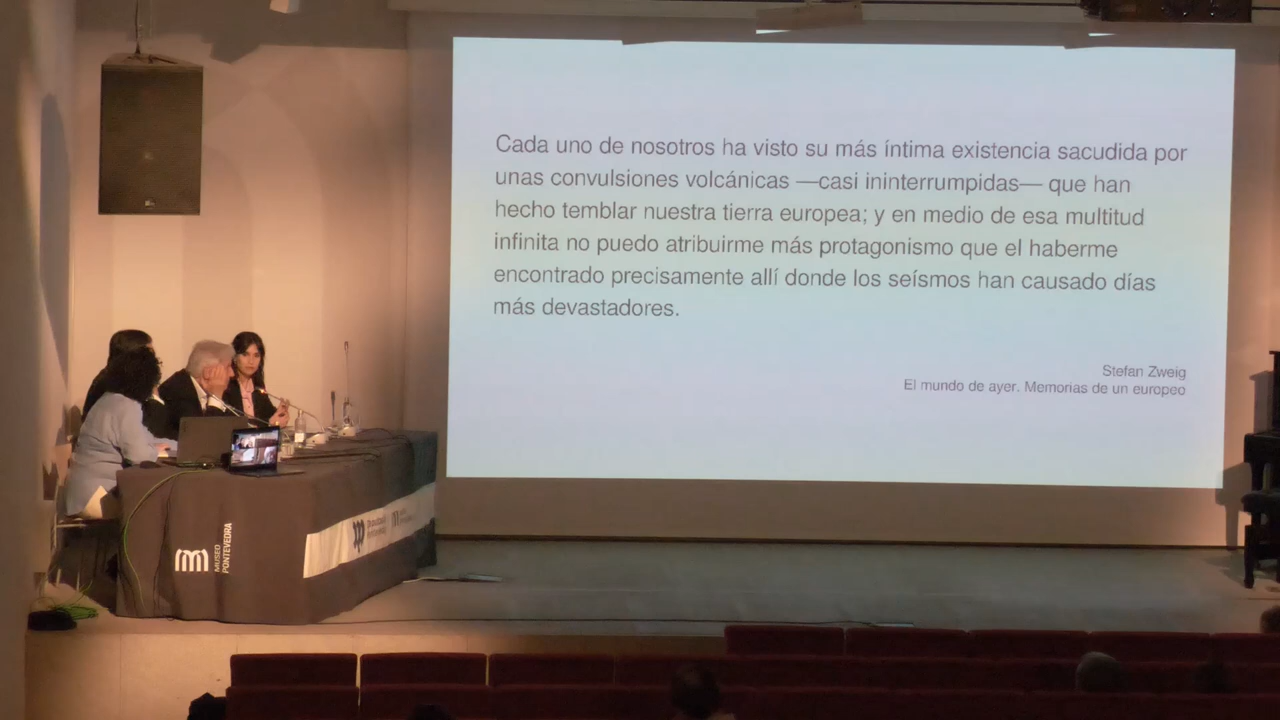 Cada uno de nosotros ha visto su más íntima existencia sacudida por
unas convulsiones volcánicas —casi ininterrumpidas— que han
hecho temblar nuestra tierra europea; y en medio de esa multitud
infinita no puedo atribuirme más protagonismo que el haberme
encontrado precisamente allí donde los seísmos han causado días
más devastadores.
Stefan Zweig
El mundo de ayer. Memorias de un europeo
MUSEO
PONTEVEDRA